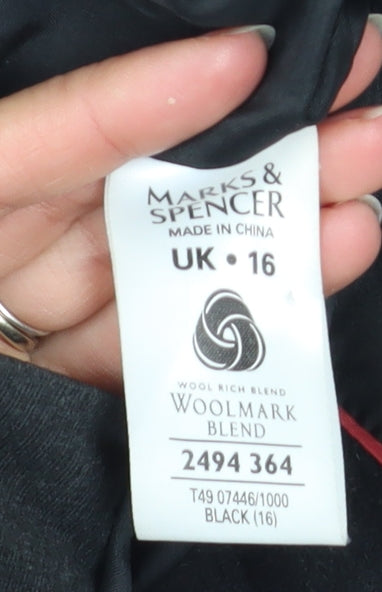 MARKS &
SPENCER
MADE IN CHINA
UK • 16
WOOL RICH BLEND
WOOLMARK
BLEND
2494 364
T49 07446/1000
BLACK (16)